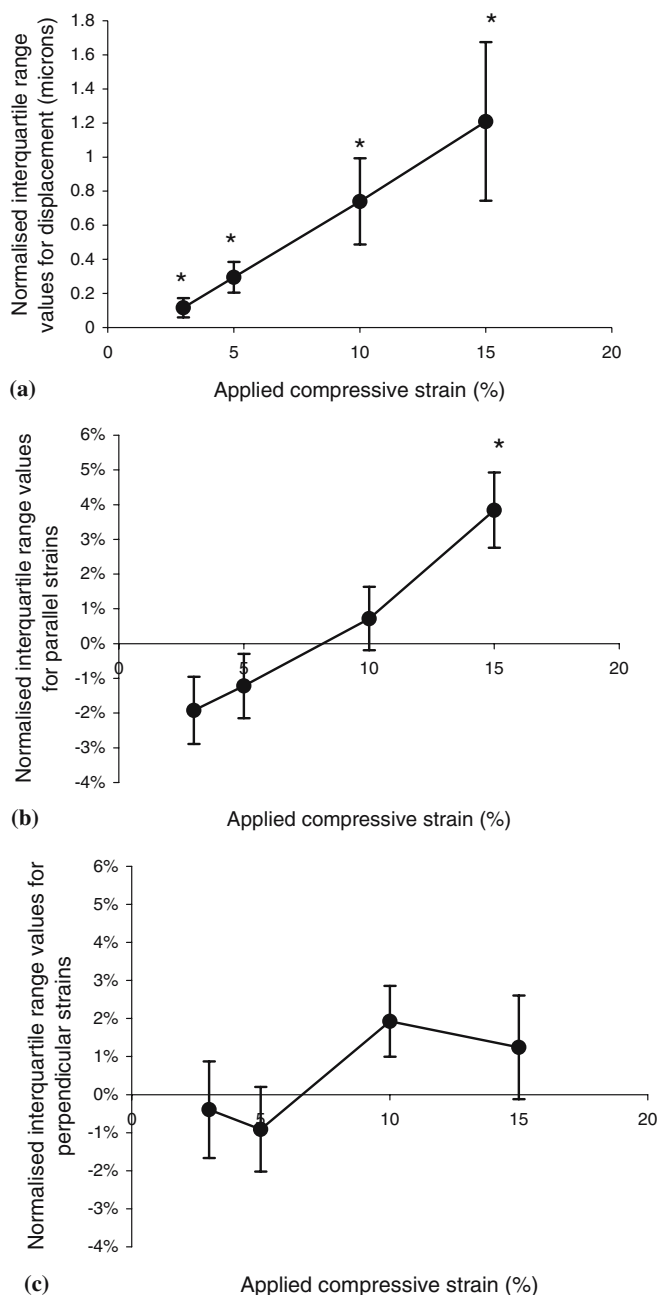 Normalised interquartile range
values for displacement (microns)
1.8
1.6
1.4
1.2
1
0.8
0.6
0.4
0.2
0
* * * *
0 5 10 15 20
(a) Applied compressive strain (%)
Normalised interquartile range values
for parallel strains
6%
5%
4%
3%
2%
1%
0%
-1%
-2%
-3%
-4%
*
0 5 10 15 20
(b) Applied compressive strain (%)
Normalised interquartile range values for
perpendicular strains
6%
5%
4%
3%
2%
1%
0%
-1%
-2%
-3%
-4%
0 5 10 15 20
(c) Applied compressive strain (%)